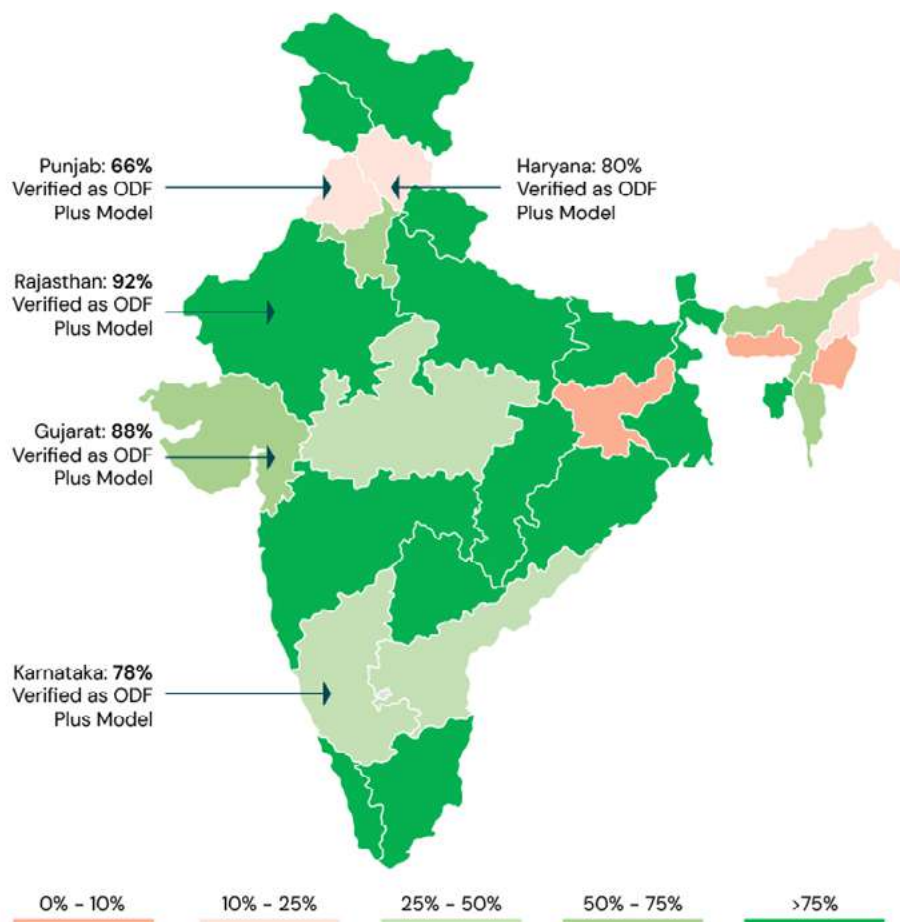 Punjab: 66%
Verified as ODF
Plus Model
Haryana: 80%
Verified as ODF
Plus Model
Rajasthan: 92%
Verified as ODF
Plus Model
Gujarat: 88%
Verified as ODF
Plus Model
Karnataka: 78%
Verified as ODF
Plus Model
0% - 10%
10% - 25%
25% - 50%
50% - 75%
>75%